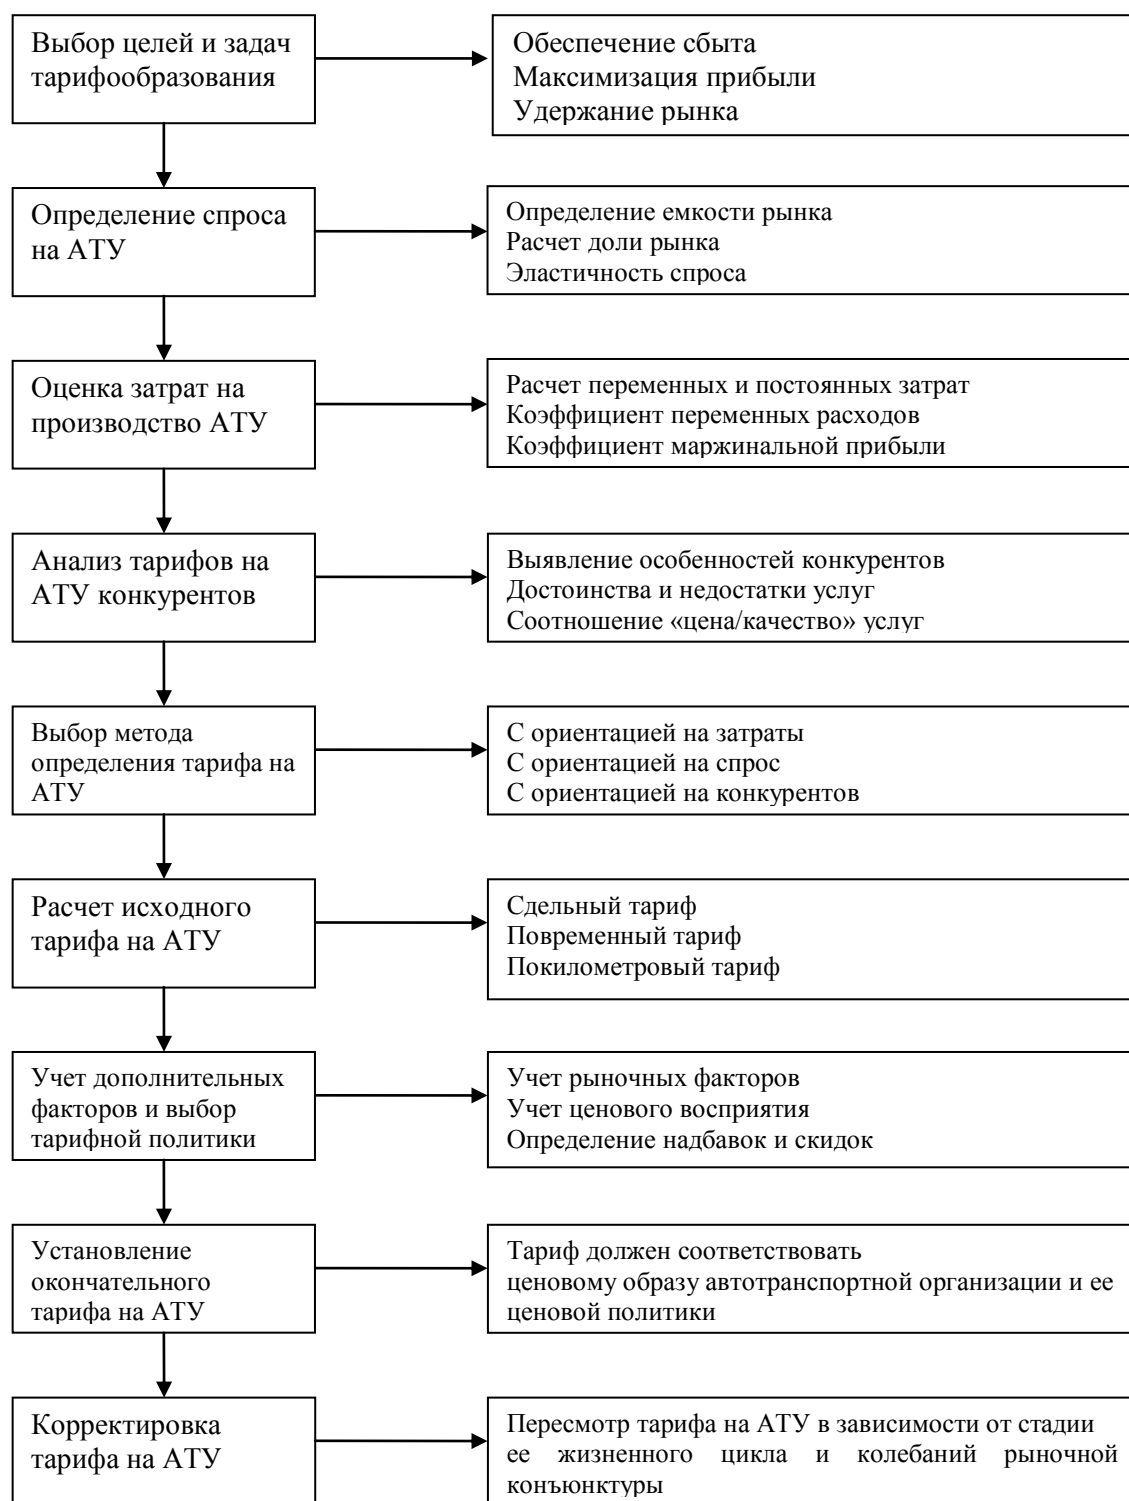 Выбор целей и задач
тарифообразования
Обеспечение сбыта
Максимизация прибыли
Удержание рынка
Определение спроса
на АТУ
Определение емкости рынка
Расчет доли рынка
Эластичность спроса
Оценка затрат на
производство АТУ
Расчет переменных и постоянных затрат
Коэффициент переменных расходов
Коэффициент маржинальной прибыли
Анализ тарифов на
АТУ конкурентов
Выявление особенностей конкурентов
Достоинства и недостатки услуг
Соотношение «цена/качество» услуг
Выбор метода
определения тарифа на
АТУ
С ориентацией на затраты
С ориентацией на спрос
С ориентацией на конкурентов
Расчет исходного
тарифа на АТУ
Сдельный тариф
Повременный тариф
Покилометровый тариф
Учет дополнительных
факторов и выбор
тарифной политики
Учет рыночных факторов
Учет ценового восприятия
Определение надбавок и скидок
Установление
окончательного
тарифа на АТУ
Тариф должен соответствовать
ценовому образу автотранспортной организации и ее
ценовой политики
Корректировка
тарифа на АТУ
Пересмотр тарифа на АТУ в зависимости от стадии
ее жизненного цикла и колебаний рыночной
конъюнктуры